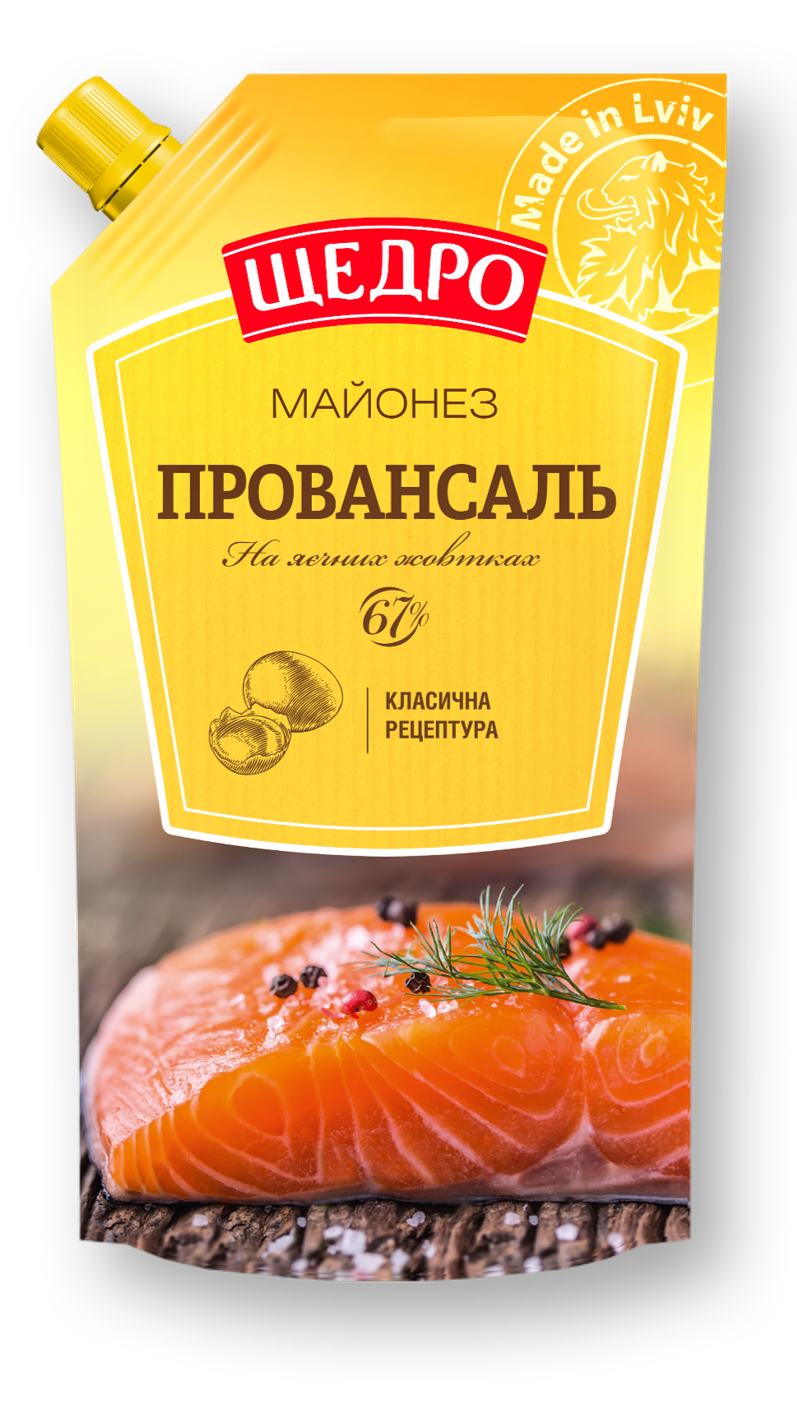 Made in Lviv
ЩЕДРО
МАЙОНЕЗ
ПРОВАНСАЛЬ
На яєчних жовтках
67%
КЛАСИЧНА
РЕЦЕПТУРА